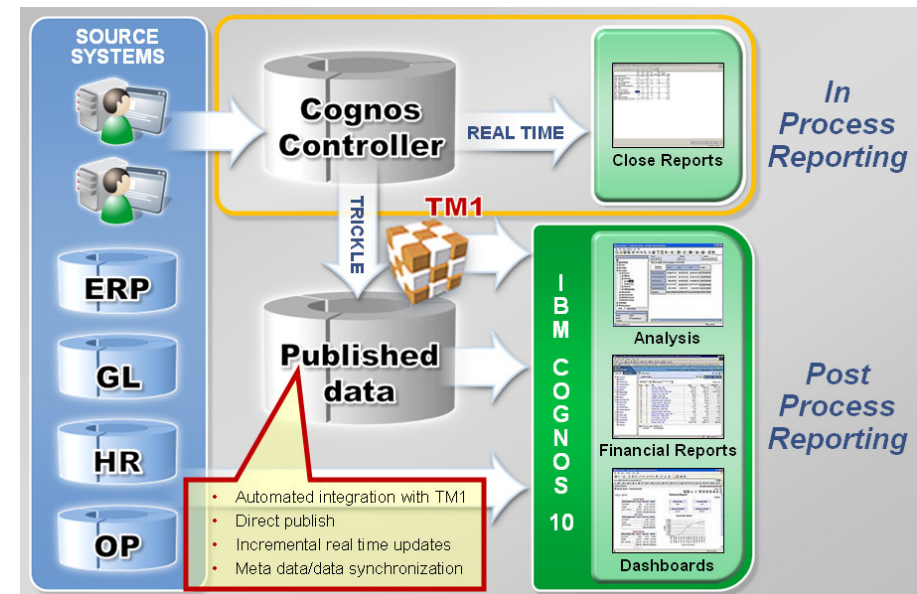 SOURCE
SYSTEMS
ERP
GL
HR
OP
Cognos
Controller
REAL TIME
Close Reports
In
Process
Reporting
TRICKLE
TM1
Published
data
• Automated integration with TM1
• Direct publish
• Incremental real time updates
• Meta data/data synchronization
IBM COGNOS 10
Analysis
Financial Reports
Dashboards
Post
Process
Reporting